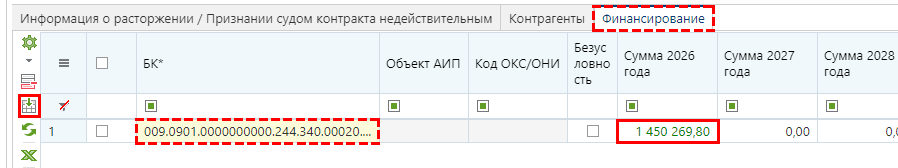 Информация о расторжении / Признании судом контракта недействительным Контрагенты Финансирование
БК* Объект АИП Код ОКС/ОНИ Безус
ловно
сть Сумма 2026
года Сумма 2027
года Сумма 2028
года
1 009.0901.0000000000.244.340.00020.... 1 450 269,80 0,00